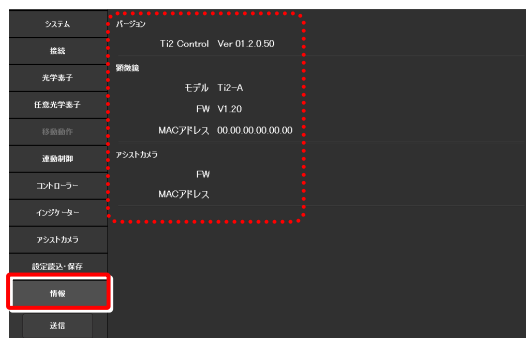 システム
接続
光学素子
任意光学素子
移動動作
連動制御
コントローラー
インジケーター
アシストカメラ
設定読込・保存
情報
送信
バージョン
Ti2 Control Ver 01.2.0.50
顕微鏡
モデル Ti2-A
FW V1.20
MACアドレス 00.00.00.00.00.00
アシストカメラ
FW
MACアドレス